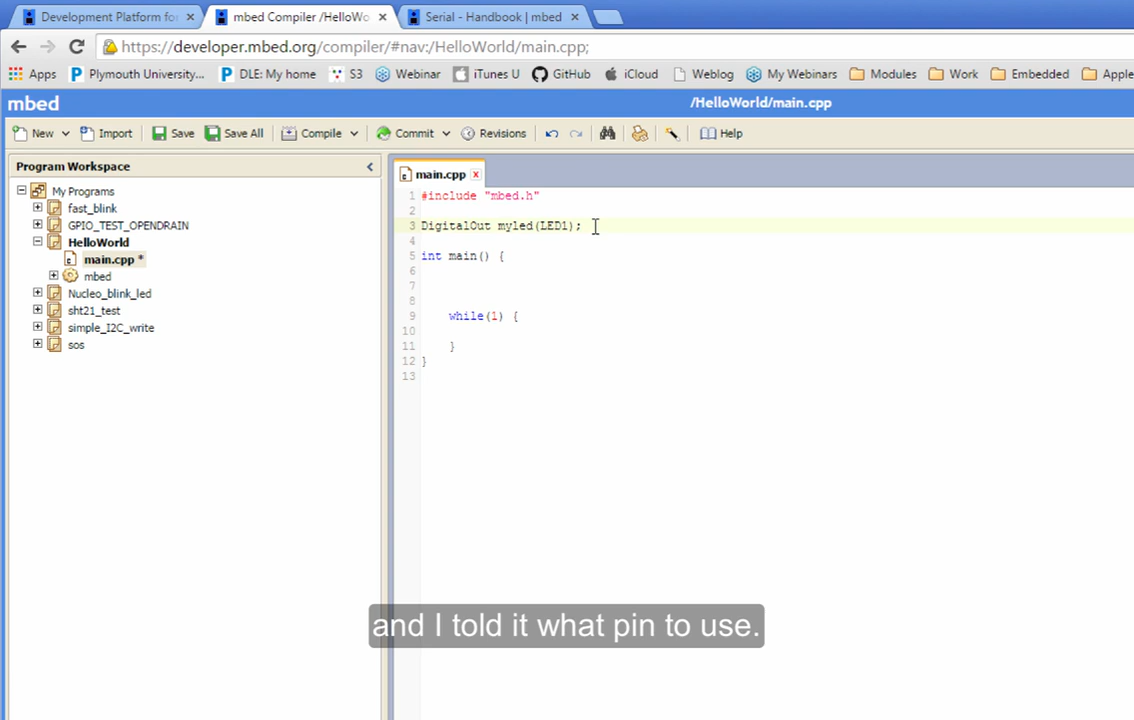 Development Platform for
mbed Compiler /HelloWo
Serial - Handbook | mbed
https://developer.mbed.org/compiler/#nav:/HelloWorld/main.cpp;
Apps Plymouth University... DLE: My home S3 Webinar iTunes U GitHub iCloud Weblog My Webinars Modules Work Embedded Apple
mbed /HelloWorld/main.cpp
New Import Save Save All Compile Commit Revisions Help
Program Workspace
My Programs
fast_blink
GPIO_TEST_OPENDRAIN
HelloWorld
main.cpp *
mbed
Nucleo_blink_led
sht21_test
simple_I2C_write
sos
main.cpp
1 #include "mbed.h"
2
3 DigitalOut myled(LED1);
4
5 int main() {
6
7
8
9 while(1) {
10
11 }
12 }
13
and I told it what pin to use.